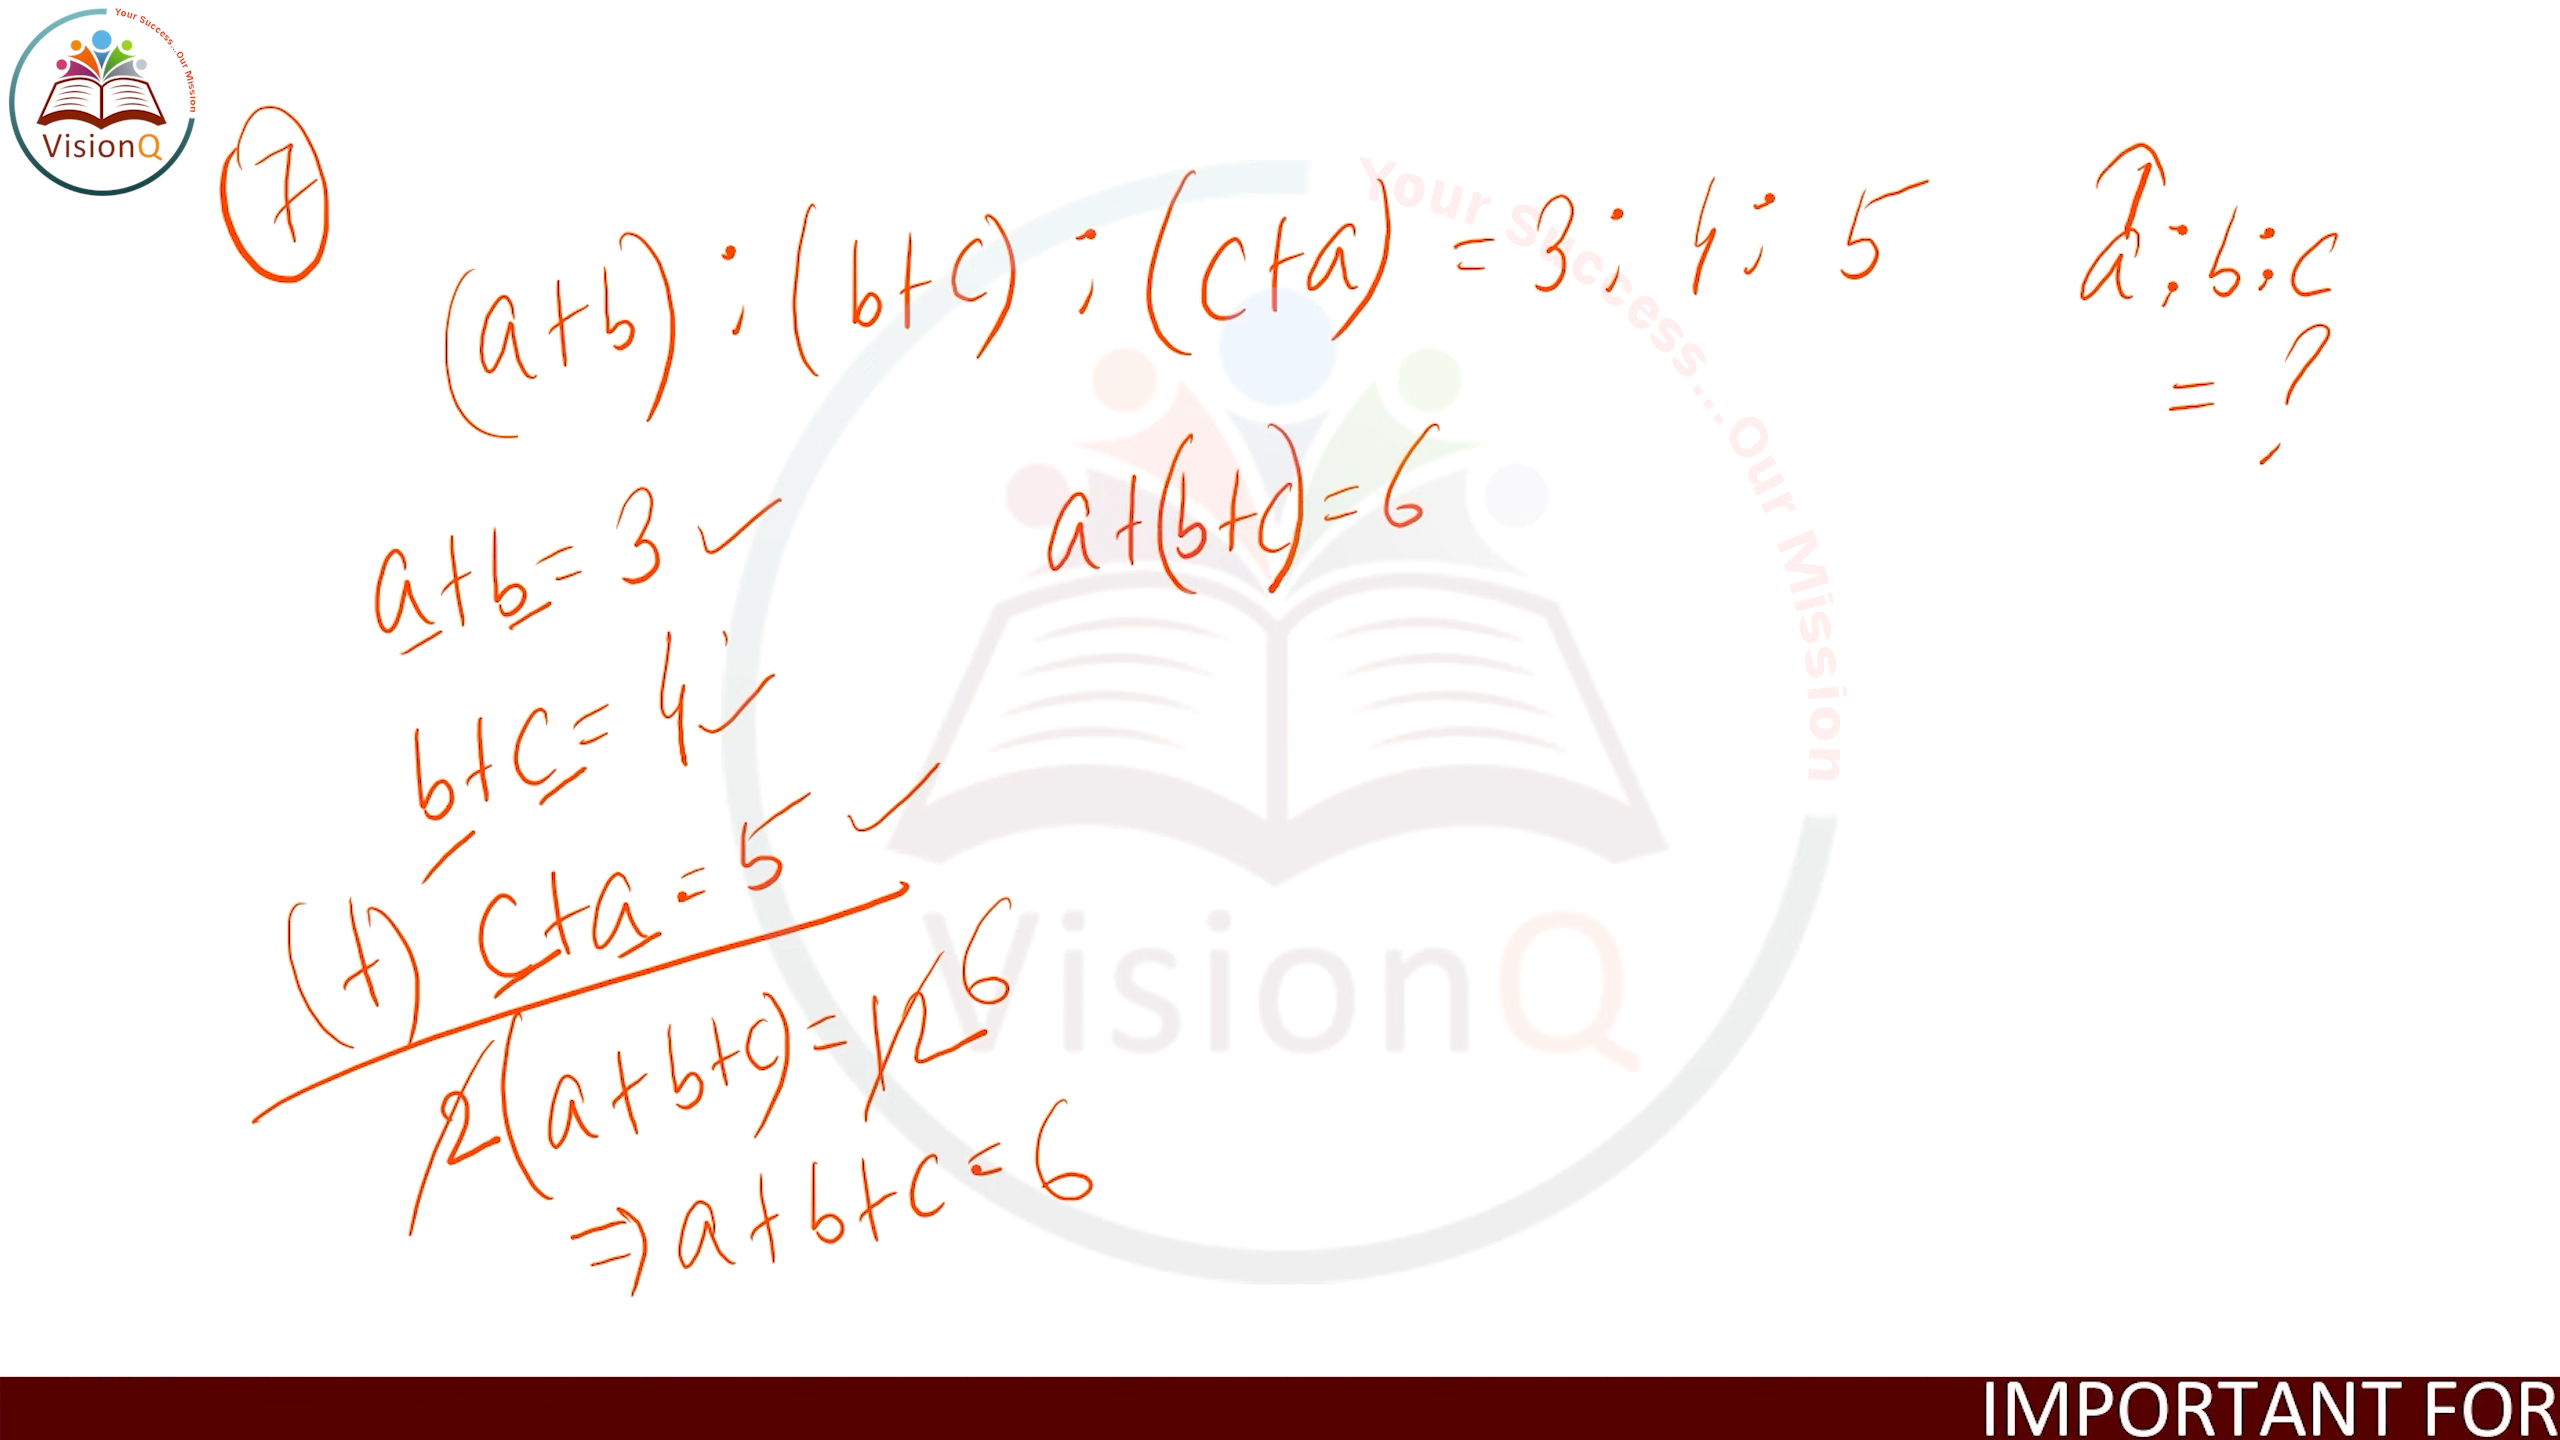 Your Success...Our Mission
VisionQ
7
(a+b) : (b+c) : (c+a) = 3 : 4 : 5
a : b : c
= ?
a+b = 3 ✓
a+(b+c) = 6
b+c = 4 ✓
(+) c+a = 5 ✓
2(a+b+c) = 12 6
⇒ a+b+c = 6
Your Success...Our Mission
VisionQ
IMPORTANT FOR